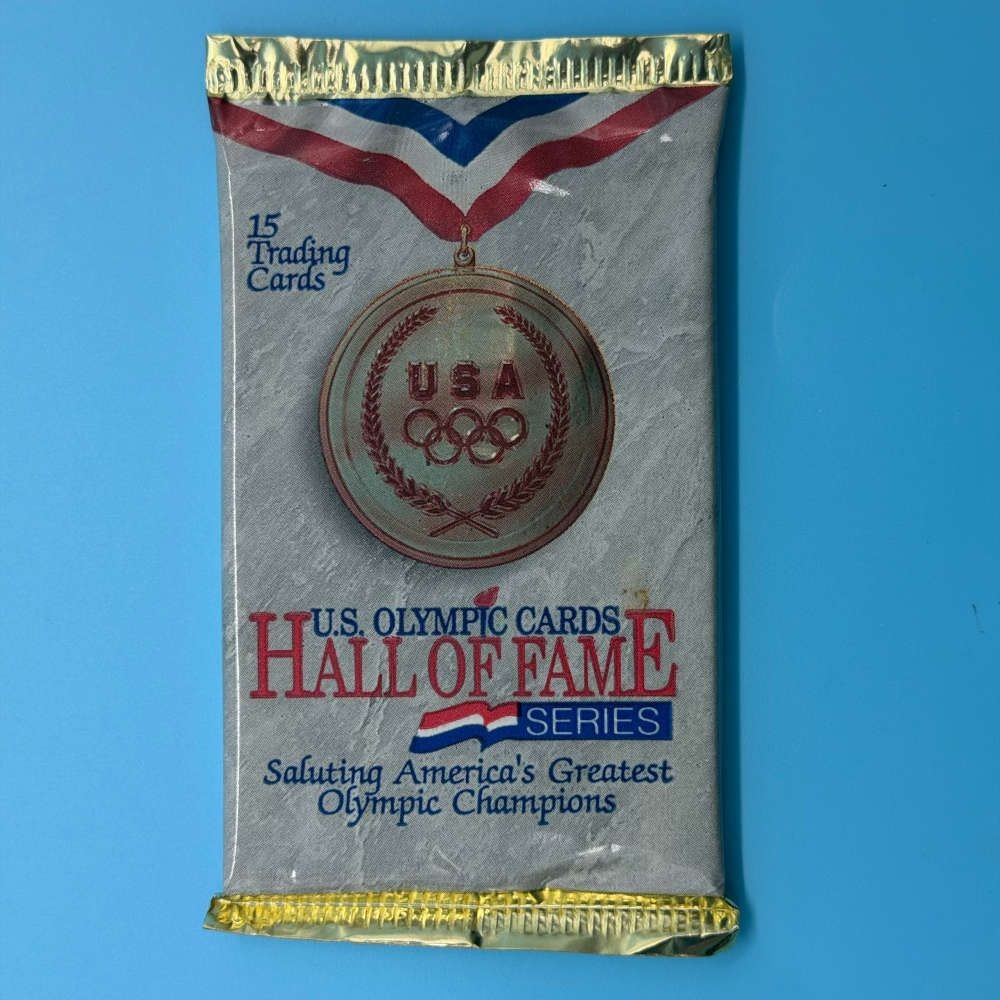 15
Trading
Cards
USA
U.S. OLYMPIC CARDS
HALL OF FAME
SERIES
Saluting America's Greatest
Olympic Champions